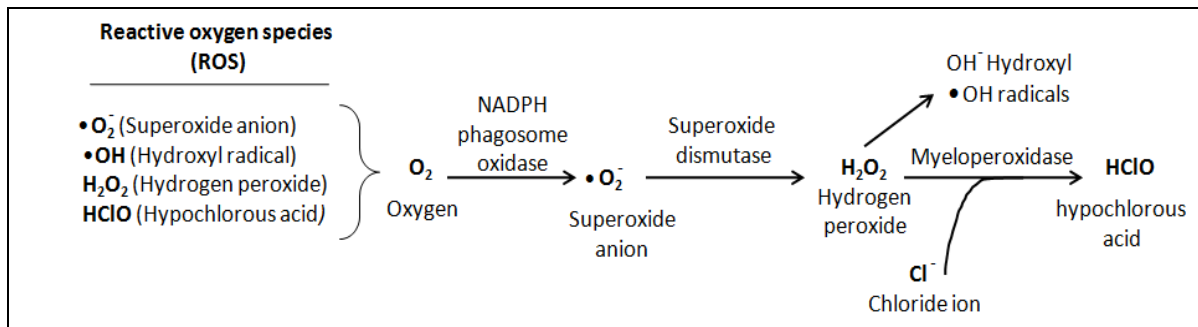 Reactive oxygen species
(ROS)
•O₂⁻ (Superoxide anion)
•OH (Hydroxyl radical)
H₂O₂ (Hydrogen peroxide)
HClO (Hypochlorous acid)
O₂
Oxygen
NADPH
phagosome
oxidase
•O₂⁻
Superoxide
anion
Superoxide
dismutase
H₂O₂
Hydrogen
peroxide
OH⁻ Hydroxyl
•OH radicals
Myeloperoxidase
Cl⁻
Chloride ion
HClO
hypochlorous
acid